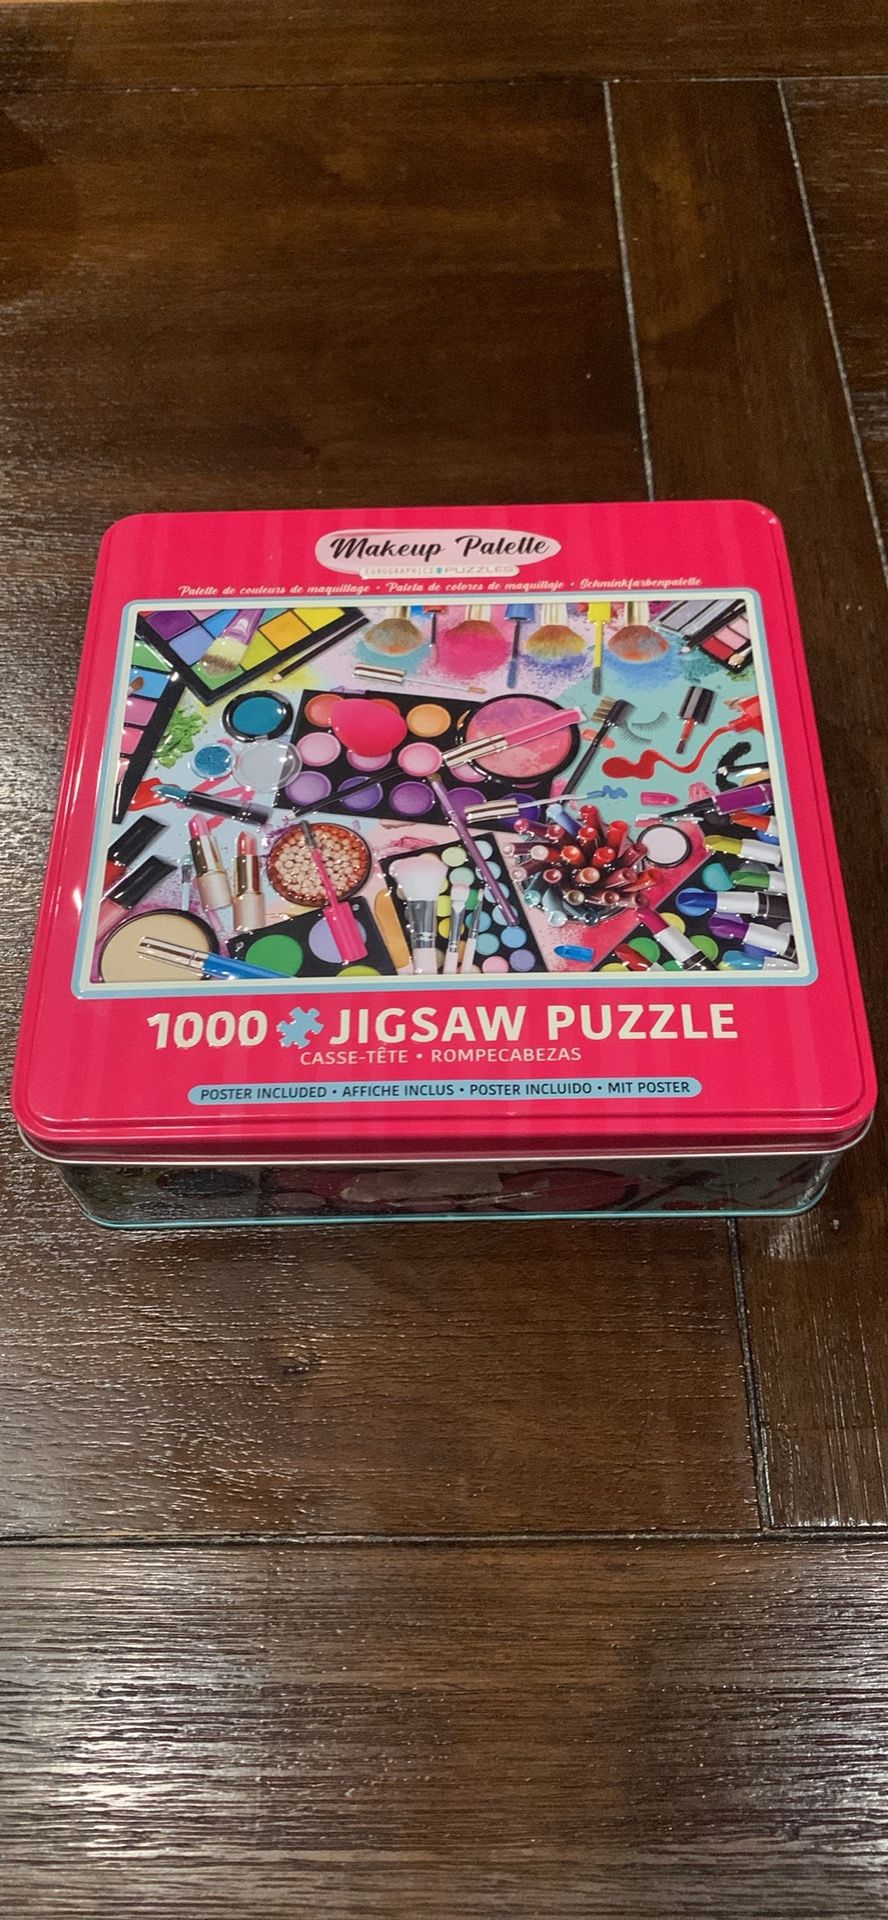 Makeup Palette
EUROGRAPHICS PUZZLES
Palette de couleurs de maquillage • Paleta de colores de maquillaje • Schminkfarbenpalette
1000 JIGSAW PUZZLE
CASSE-TÊTE • ROMPECABEZAS
POSTER INCLUDED • AFFICHE INCLUS • POSTER INCLUIDO • MIT POSTER